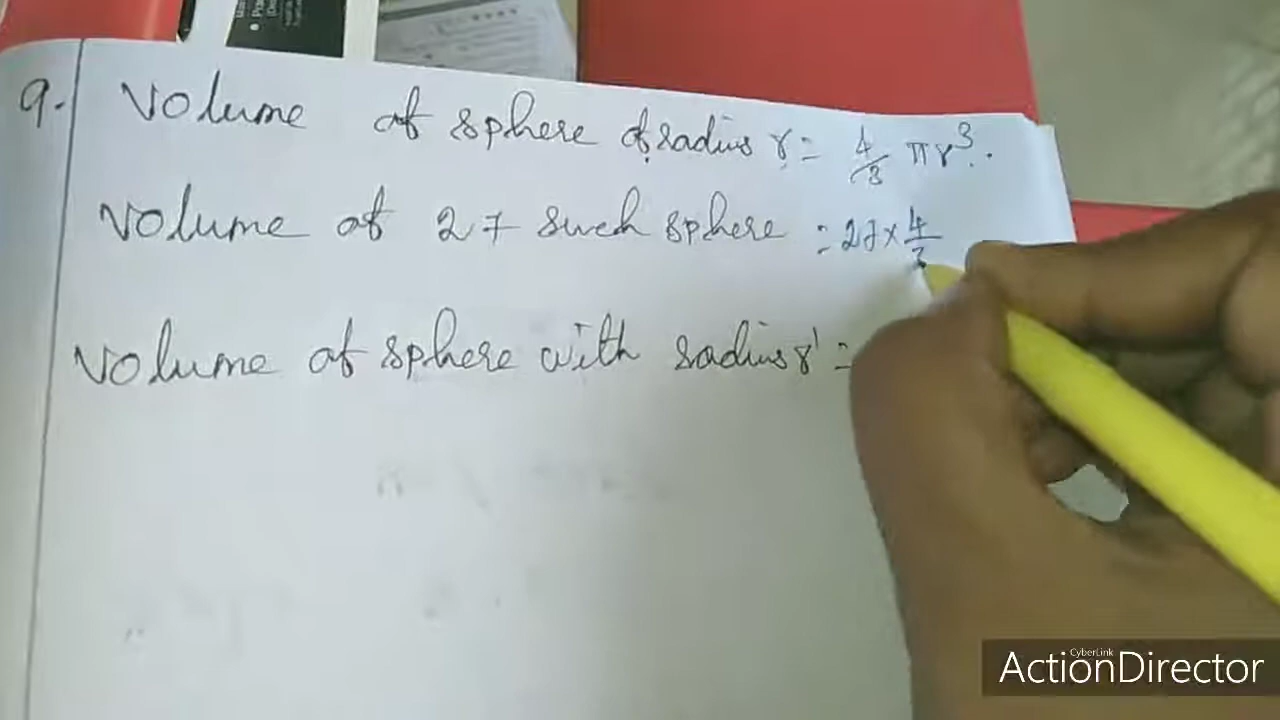 9. Volume of sphere of radius r = 4/3 πr³.
Volume of 27 such sphere = 27 × 4/3
Volume of sphere with radius r' =
CyberLink
ActionDirector